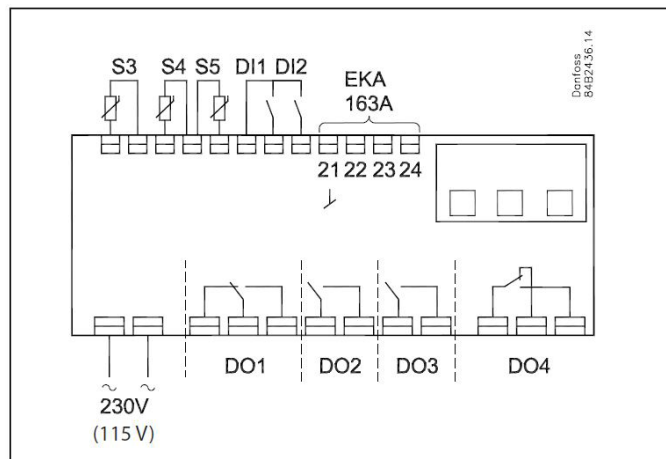 Danfoss
84B2436.14
S3 S4 S5 DI1 DI2
EKA
163A
21 22 23 24
DO1 DO2 DO3 DO4
230V
(115 V)